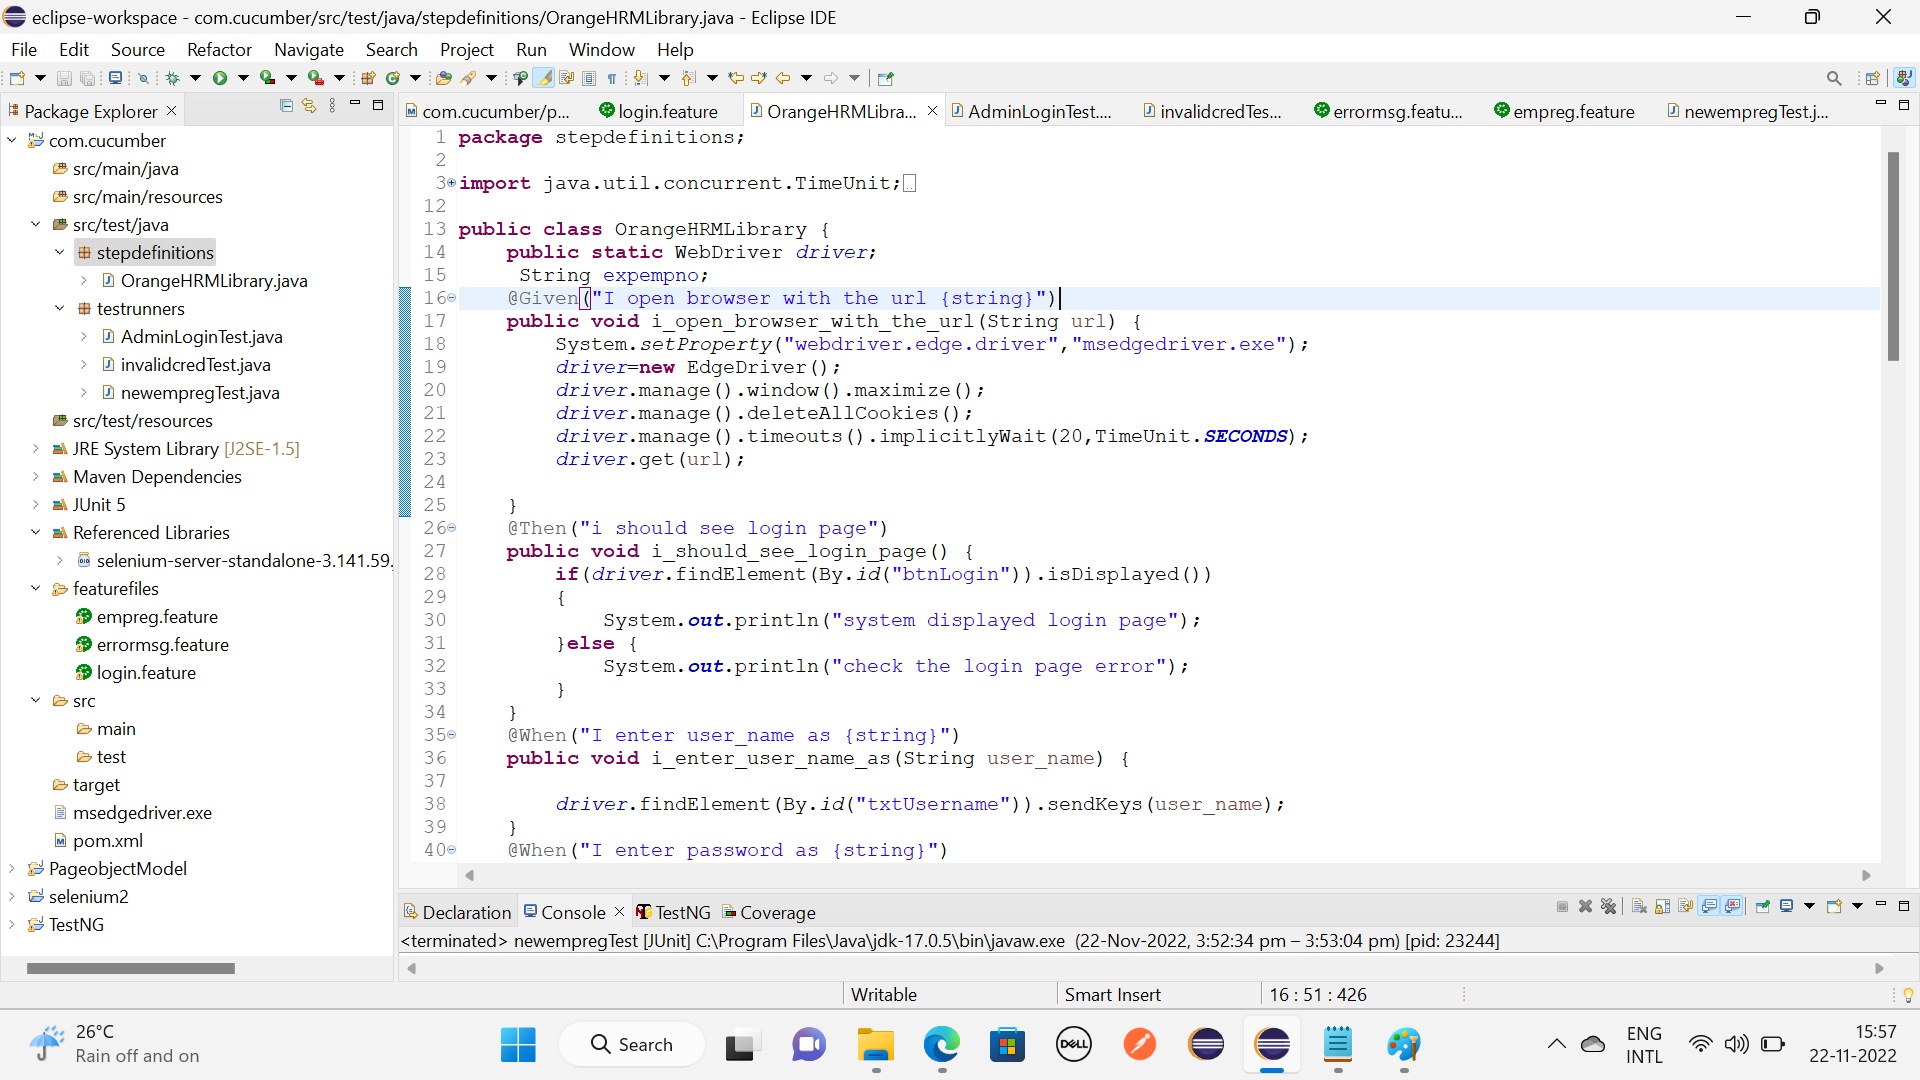 eclipse-workspace - com.cucumber/src/test/java/stepdefinitions/OrangeHRMLibrary.java - Eclipse IDE
File Edit Source Refactor Navigate Search Project Run Window Help
Package Explorer
com.cucumber
src/main/java
src/main/resources
src/test/java
stepdefinitions
OrangeHRMLibrary.java
testrunners
AdminLoginTest.java
invalidcredTest.java
newempregTest.java
src/test/resources
JRE System Library [J2SE-1.5]
Maven Dependencies
JUnit 5
Referenced Libraries
selenium-server-standalone-3.141.59.
featurefiles
empreg.feature
errormsg.feature
login.feature
src
main
test
target
msedgedriver.exe
pom.xml
PageobjectModel
selenium2
TestNG
com.cucumber/p... login.feature OrangeHRMLibra... AdminLoginTest.... invalidcredTes... errormsg.featu... empreg.feature newempregTest.j...
1 package stepdefinitions;
2
3 import java.util.concurrent.TimeUnit;
12
13 public class OrangeHRMLibrary {
14 public static WebDriver driver;
15 String expempno;
16 @Given("I open browser with the url {string}")
17 public void i_open_browser_with_the_url(String url) {
18 System.setProperty("webdriver.edge.driver","msedgedriver.exe");
19 driver=new EdgeDriver();
20 driver.manage().window().maximize();
21 driver.manage().deleteAllCookies();
22 driver.manage().timeouts().implicitlyWait(20,TimeUnit.SECONDS);
23 driver.get(url);
24
25 }
26 @Then("i should see login page")
27 public void i_should_see_login_page() {
28 if(driver.findElement(By.id("btnLogin")).isDisplayed())
29 {
30 System.out.println("system displayed login page");
31 }else {
32 System.out.println("check the login page error");
33 }
34 }
35 @When("I enter user_name as {string}")
36 public void i_enter_user_name_as(String user_name) {
37
38 driver.findElement(By.id("txtUsername")).sendKeys(user_name);
39 }
40 @When("I enter password as {string}")
Declaration Console TestNG Coverage
<terminated> newempregTest [JUnit] C:\Program Files\Java\jdk-17.0.5\bin\javaw.exe (22-Nov-2022, 3:52:34 pm – 3:53:04 pm) [pid: 23244]
Writable Smart Insert 16 : 51 : 426
26°C
Rain off and on
Search
DELL
ENG
INTL
15:57
22-11-2022